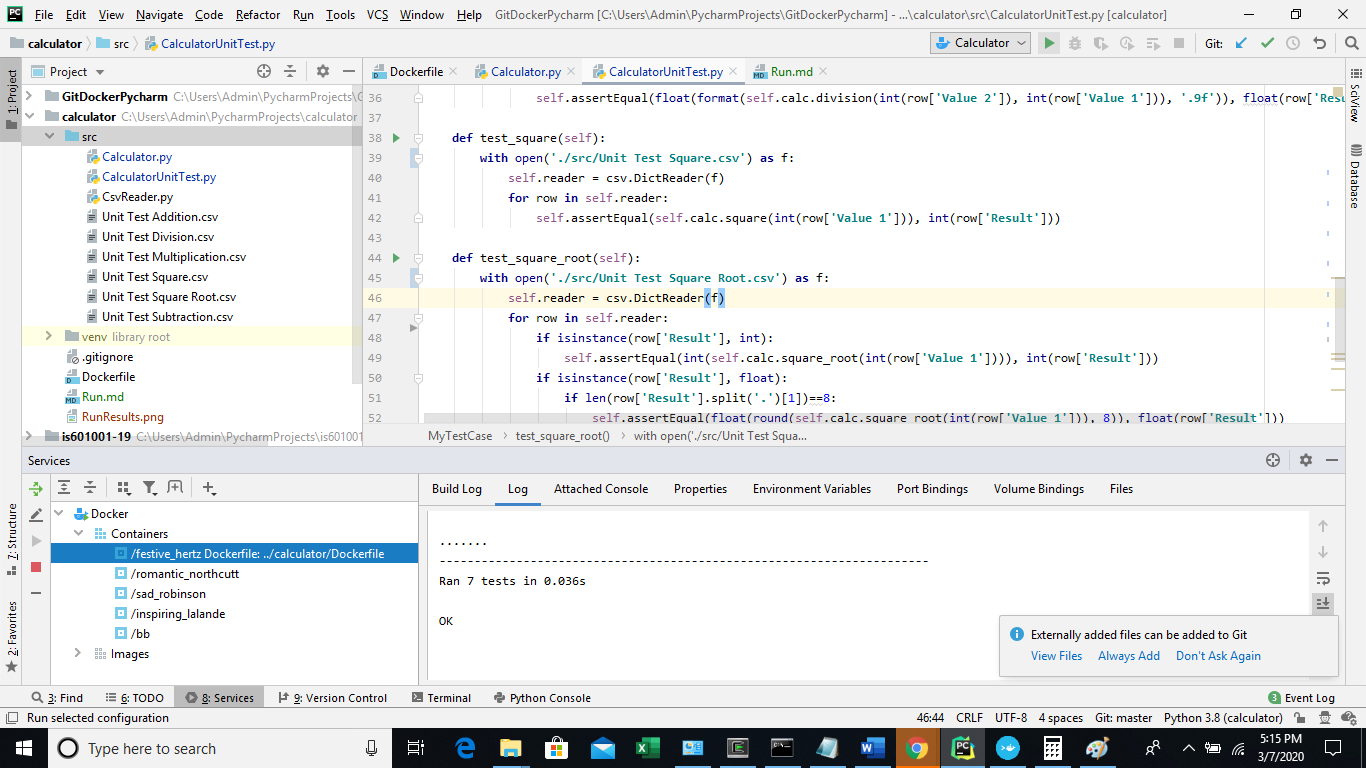 PC File Edit View Navigate Code Refactor Run Tools VCS Window Help GitDockerPycharm [C:\Users\Admin\PycharmProjects\GitDockerPycharm] - ...\calculator\src\CalculatorUnitTest.py [calculator]
calculator src CalculatorUnitTest.py Calculator Git:
Project Dockerfile Calculator.py CalculatorUnitTest.py Run.md
1: Project
SciView
Database
7: Structure
2: Favorites
GitDockerPycharm C:\Users\Admin\PycharmProjects\G
calculator C:\Users\Admin\PycharmProjects\calculator
src
Calculator.py
CalculatorUnitTest.py
CsvReader.py
Unit Test Addition.csv
Unit Test Division.csv
Unit Test Multiplication.csv
Unit Test Square.csv
Unit Test Square Root.csv
Unit Test Subtraction.csv
venv library root
.gitignore
Dockerfile
Run.md
RunResults.png
is601001-19 C:\Users\Admin\PycharmProjects\is601001
36 self.assertEqual(float(format(self.calc.division(int(row['Value 2']), int(row['Value 1'])), '.9f')), float(row['Resu
37
38 def test_square(self):
39 with open('./src/Unit Test Square.csv') as f:
40 self.reader = csv.DictReader(f)
41 for row in self.reader:
42 self.assertEqual(self.calc.square(int(row['Value 1'])), int(row['Result']))
43
44 def test_square_root(self):
45 with open('./src/Unit Test Square Root.csv') as f:
46 self.reader = csv.DictReader(f)
47 for row in self.reader:
48 if isinstance(row['Result'], int):
49 self.assertEqual(int(self.calc.square_root(int(row['Value 1']))), int(row['Result']))
50 if isinstance(row['Result'], float):
51 if len(row['Result'].split('.')[1])==8:
52 self.assertEqual(float(round(self.calc.square_root(int(row['Value 1'])), 8)), float(row['Result']))
MyTestCase test_square_root() with open('./src/Unit Test Squa...
Services
Build Log Log Attached Console Properties Environment Variables Port Bindings Volume Bindings Files
Docker
Containers
/festive_hertz Dockerfile: ../calculator/Dockerfile
/romantic_northcutt
/sad_robinson
/inspiring_lalande
/bb
Images
.......
----------------------------------------------------------------------
Ran 7 tests in 0.036s
OK
Externally added files can be added to Git
View Files Always Add Don't Ask Again
3: Find 6: TODO 8: Services 9: Version Control Terminal Python Console 3 Event Log
Run selected configuration 46:44 CRLF UTF-8 4 spaces Git: master Python 3.8 (calculator)
Type here to search
5:15 PM
3/7/2020